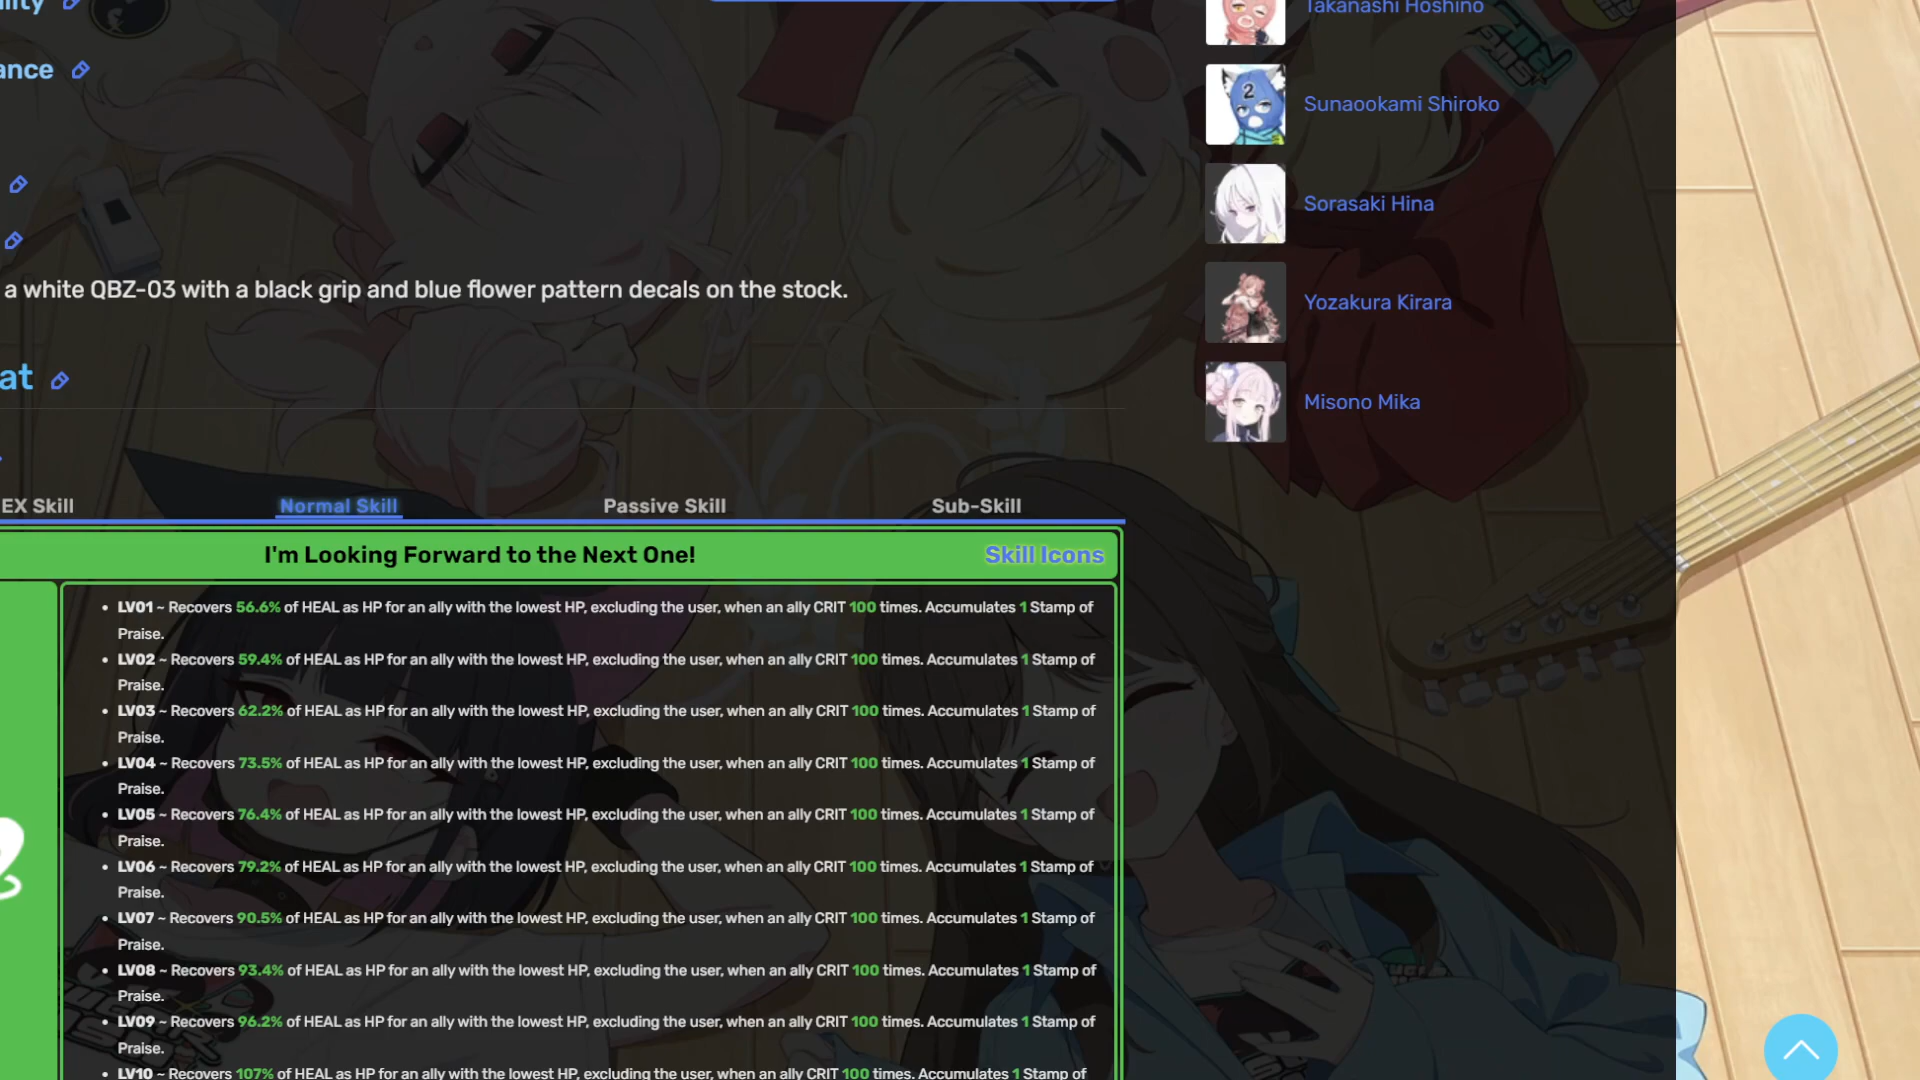 ility
Takanashi Hoshino
ance
Sunaookami Shiroko
Sorasaki Hina
a white QBZ-03 with a black grip and blue flower pattern decals on the stock.
Yozakura Kirara
at
Misono Mika
EX Skill Normal Skill Passive Skill Sub-Skill
I'm Looking Forward to the Next One! Skill Icons
• LV01 ~ Recovers 56.6% of HEAL as HP for an ally with the lowest HP, excluding the user, when an ally CRIT 100 times. Accumulates 1 Stamp of
Praise.
• LV02 ~ Recovers 59.4% of HEAL as HP for an ally with the lowest HP, excluding the user, when an ally CRIT 100 times. Accumulates 1 Stamp of
Praise.
• LV03 ~ Recovers 62.2% of HEAL as HP for an ally with the lowest HP, excluding the user, when an ally CRIT 100 times. Accumulates 1 Stamp of
Praise.
• LV04 ~ Recovers 73.5% of HEAL as HP for an ally with the lowest HP, excluding the user, when an ally CRIT 100 times. Accumulates 1 Stamp of
Praise.
• LV05 ~ Recovers 76.4% of HEAL as HP for an ally with the lowest HP, excluding the user, when an ally CRIT 100 times. Accumulates 1 Stamp of
Praise.
• LV06 ~ Recovers 79.2% of HEAL as HP for an ally with the lowest HP, excluding the user, when an ally CRIT 100 times. Accumulates 1 Stamp of
Praise.
• LV07 ~ Recovers 90.5% of HEAL as HP for an ally with the lowest HP, excluding the user, when an ally CRIT 100 times. Accumulates 1 Stamp of
Praise.
• LV08 ~ Recovers 93.4% of HEAL as HP for an ally with the lowest HP, excluding the user, when an ally CRIT 100 times. Accumulates 1 Stamp of
Praise.
• LV09 ~ Recovers 96.2% of HEAL as HP for an ally with the lowest HP, excluding the user, when an ally CRIT 100 times. Accumulates 1 Stamp of
Praise.
• LV10 ~ Recovers 107% of HEAL as HP for an ally with the lowest HP, excluding the user, when an ally CRIT 100 times. Accumulates 1 Stamp of